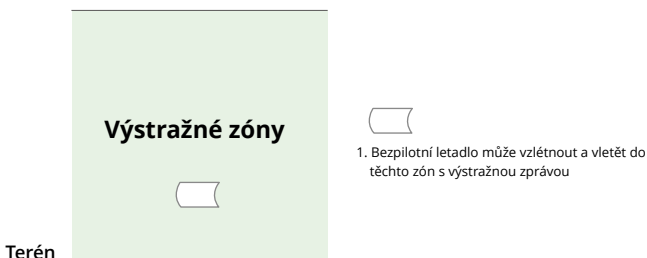 Výstražné zóny
1. Bezpilotní letadlo může vzlétnout a vletět do
těchto zón s výstražnou zprávou
Terén